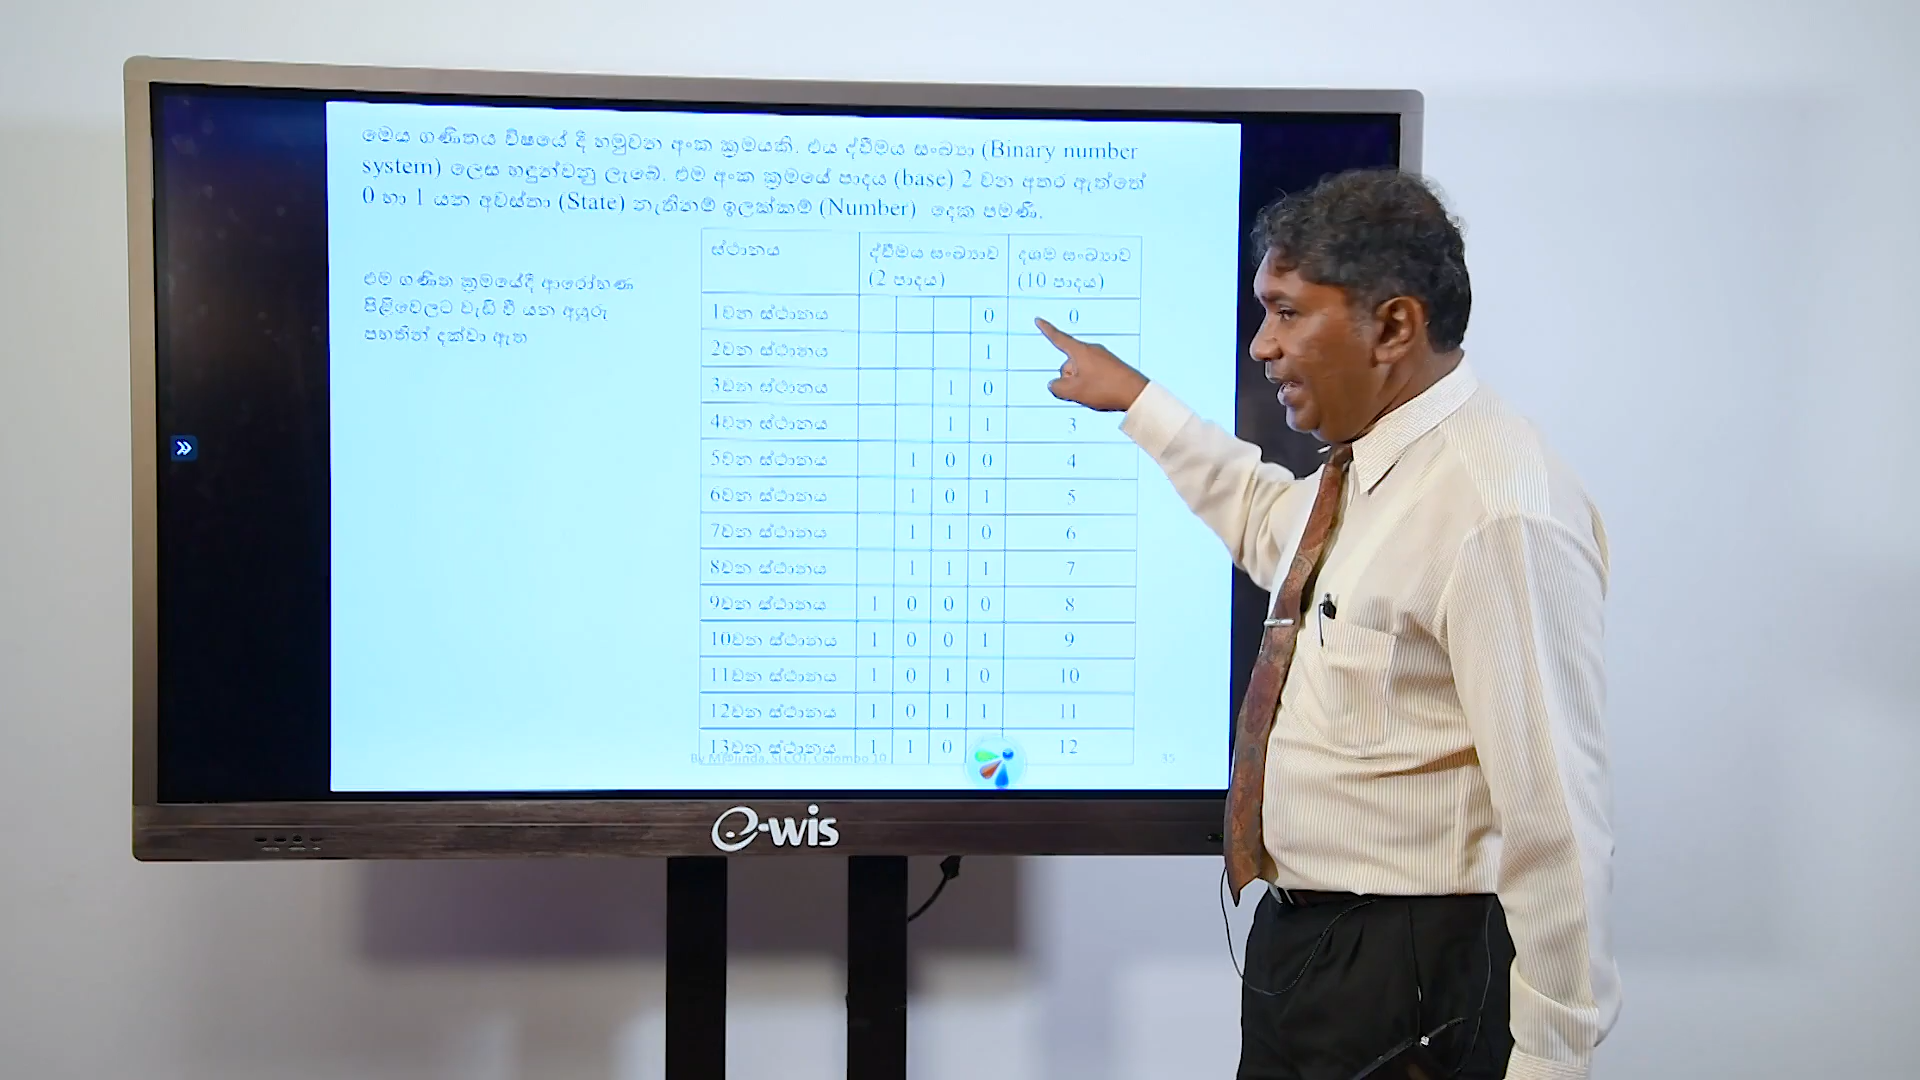 මෙය ගණිතය විෂයේ දී හමුවන අංක ක්‍රමයකි. එය ද්වීමය සංඛ්‍යා (Binary number
system) ලෙස හඳුන්වනු ලැබේ. එම අංක ක්‍රමයේ පාදය (base) 2 වන අතර ඇත්තේ
0 හා 1 යන අවස්තා (State) නැතිනම් ඉලක්කම් (Number) දෙක පමණී.
එම ගණිත ක්‍රමයේදී ආරෝහණ
පිළිවෙලට වැඩි වී යන අයුරු
පහතින් දක්වා ඇත
ස්ථානය ද්වීමය සංඛ්‍යාව දශම සංඛ්‍යාව
(2 පාදය) (10 පාදය)
1වන ස්ථානය 0 0
2වන ස්ථානය 1
3වන ස්ථානය 1 0
4වන ස්ථානය 1 1 3
5වන ස්ථානය 1 0 0 4
6වන ස්ථානය 1 0 1 5
7වන ස්ථානය 1 1 0 6
8වන ස්ථානය 1 1 1 7
9වන ස්ථානය 1 0 0 0 8
10වන ස්ථානය 1 0 0 1 9
11වන ස්ථානය 1 0 1 0 10
12වන ස්ථානය 1 0 1 1 11
13වන ස්ථානය 1 1 0 12
By Colombo 10 35
e-wis